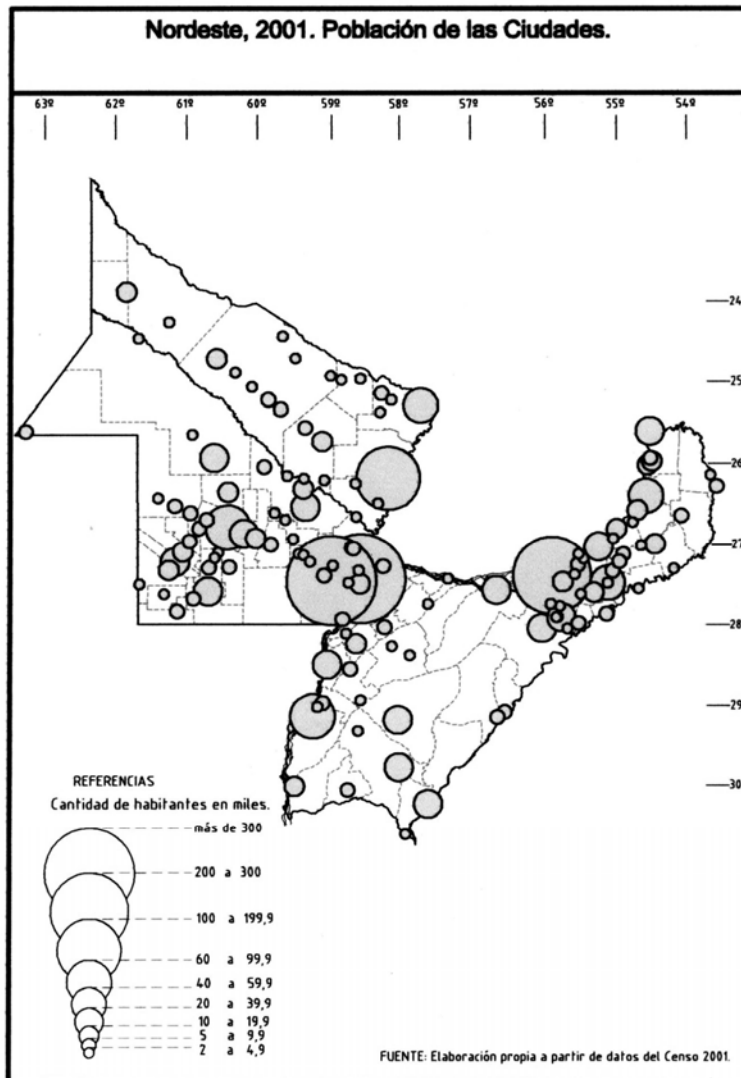 Nordeste, 2001. Población de las Ciudades.
63º 62º 61º 60º 59º 58º 57º 56º 55º 54º
24
25
26
27
28
29
30
REFERENCIAS
Cantidad de habitantes en miles.
más de 300
200 a 300
100 a 199,9
60 a 99,9
40 a 59,9
20 a 39,9
10 a 19,9
5 a 9,9
2 a 4,9
FUENTE: Elaboración propia a partir de datos del Censo 2001.